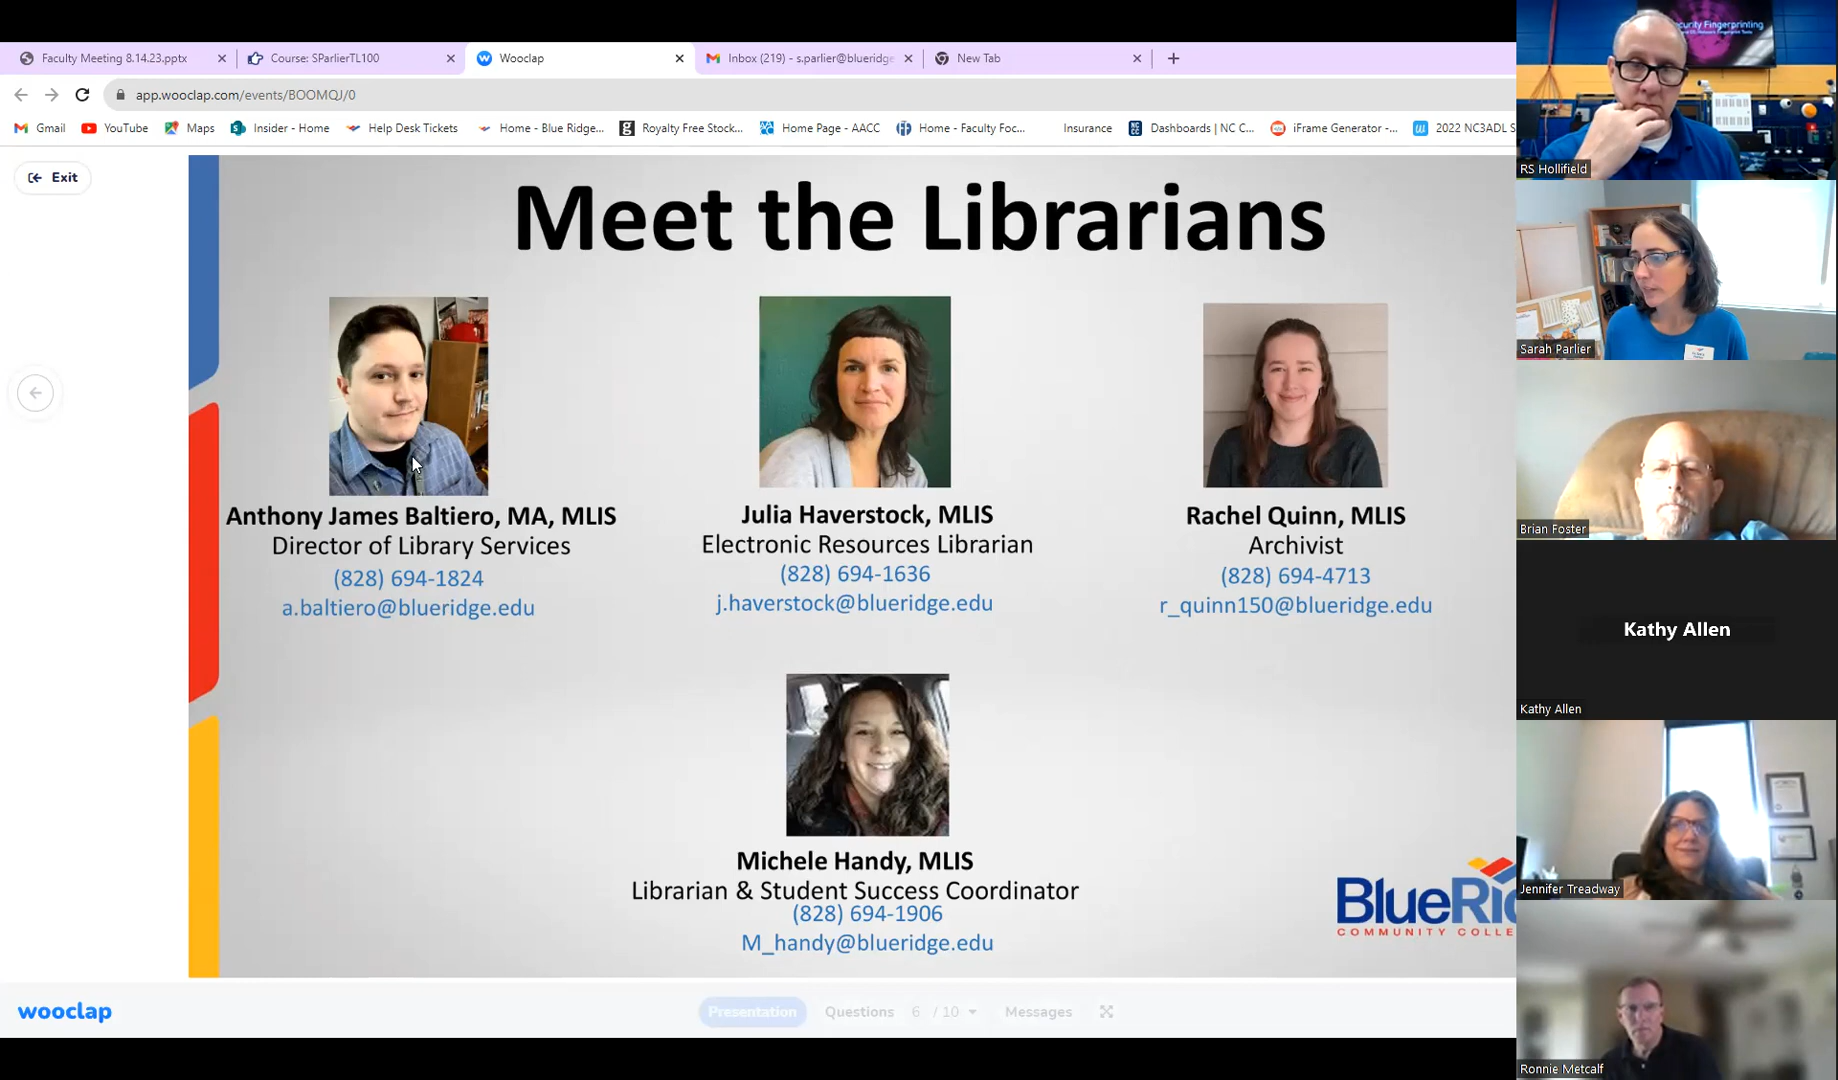 Faculty Meeting 8.14.23.pptx
Course: SParlierTL100
Wooclap
Inbox (219) - s.parlier@blueridge
New Tab
app.wooclap.com/events/BOOMQJ/0
Gmail
YouTube
Maps
Insider - Home
Help Desk Tickets
Home - Blue Ridge...
Royalty Free Stock...
Home Page - AACC
Home - Faculty Foc...
Insurance
Dashboards | NC C...
iFrame Generator -...
2022 NC3ADL S
Exit
Meet the Librarians
Anthony James Baltiero, MA, MLIS
Director of Library Services
(828) 694-1824
a.baltiero@blueridge.edu
Julia Haverstock, MLIS
Electronic Resources Librarian
(828) 694-1636
j.haverstock@blueridge.edu
Rachel Quinn, MLIS
Archivist
(828) 694-4713
r_quinn150@blueridge.edu
Michele Handy, MLIS
Librarian & Student Success Coordinator
(828) 694-1906
M_handy@blueridge.edu
BlueRid
COMMUNITY COLLE
wooclap
Presentation
Questions 6 / 10
Messages
Fingerprinting
RS Hollifield
Sarah Parlier
Brian Foster
Kathy Allen
Kathy Allen
Jennifer Treadway
Ronnie Metcalf